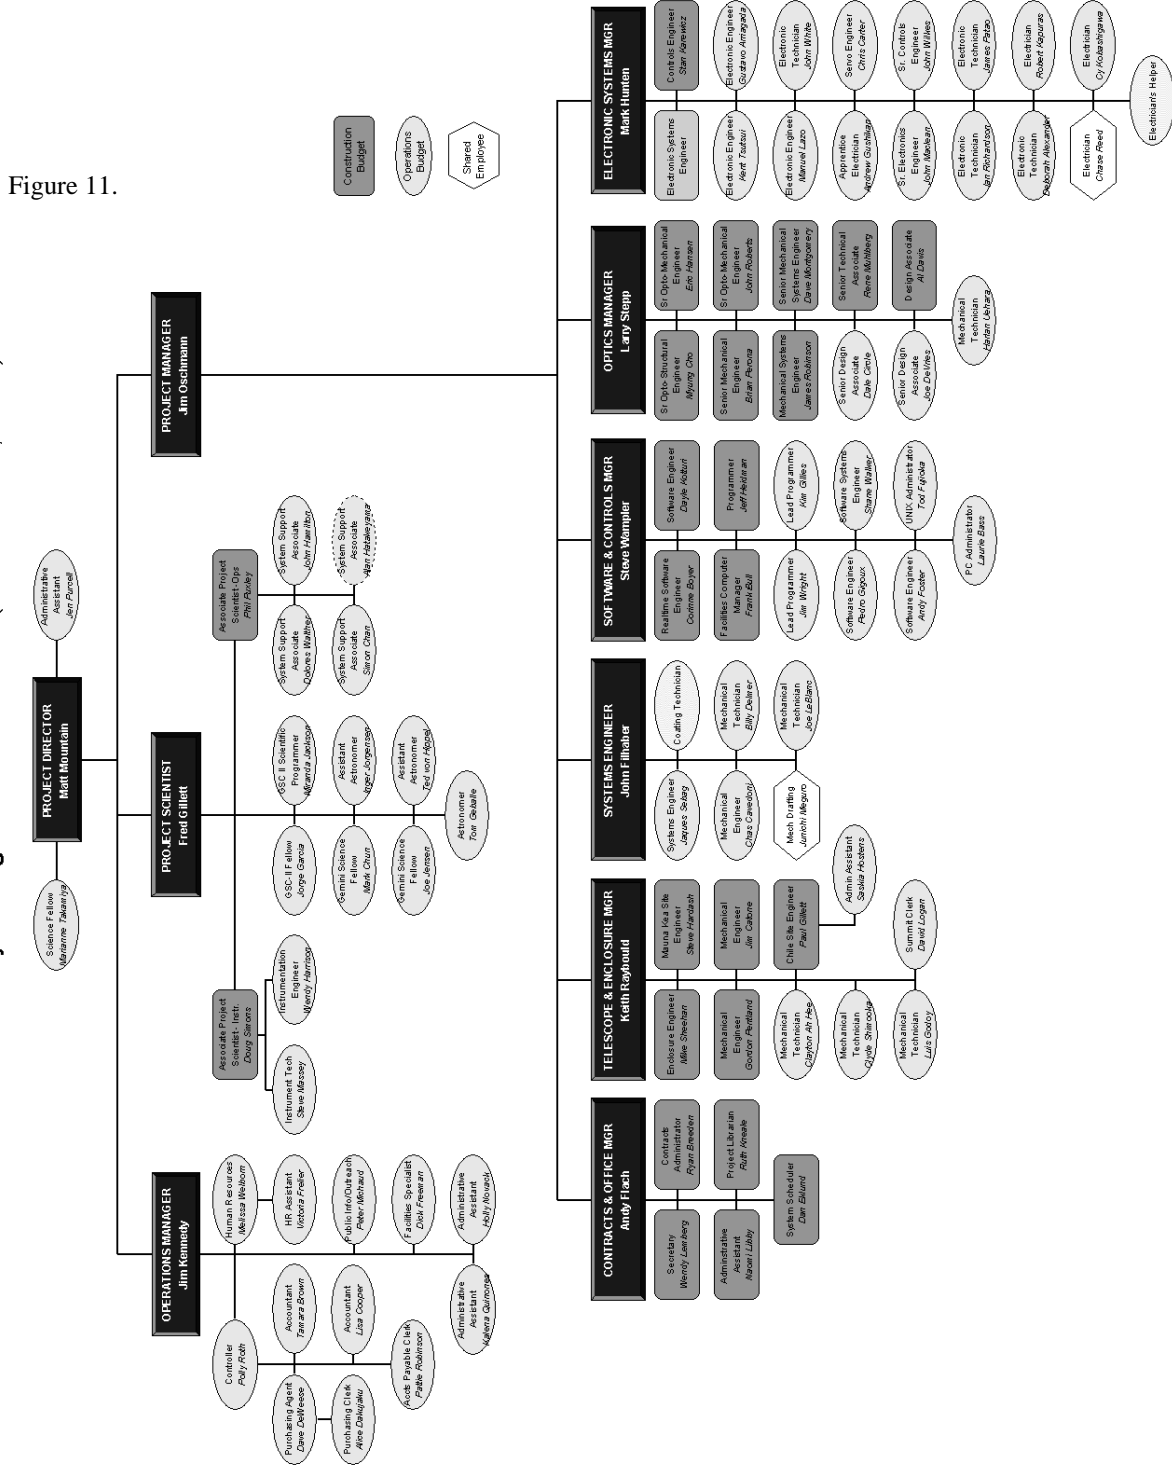 Figure 11.
Construction
Budget
Operations
Budget
Shared
Employee
PROJECT DIRECTOR
Matt Mountain
Science Fellow
Marianne Takamiya
Administrative
Assistant
Jen Purcell
OPERATIONS MANAGER
Jim Kennedy
PROJECT SCIENTIST
Fred Gillett
PROJECT MANAGER
Jim Oschmann
Controller
Polly Roth
Human Resources
Melissa Welborn
Purchasing Agent
Dave DeWeese
Accountant
Tamara Brown
HR Assistant
Victoria Frelier
Purchasing Clerk
Alice Dakujaku
Accountant
Lisa Cooper
Public Info/Outreach
Peter Michaud
Accts Payable Clerk
Pattie Robinson
Facilities Specialist
Dick Freeman
Administrative
Assistant
Kalena Quinones
Administrative
Assistant
Holly Novack
Associate Project
Scientist - Instr.
Doug Simons
Instrument Tech
Steve Massey
Instrumentation
Engineer
Wendy Harrison
GSC-II Fellow
Jorge Garcia
GSC II Scientific
Programmer
Miranda Jackson
Gemini Science
Fellow
Mark Chun
Assistant
Astronomer
Inger Jorgensen
Gemini Science
Fellow
Joe Jensen
Assistant
Astronomer
Ted von Hippel
Astronomer
Tom Geballe
Associate Project
Scientist - Ops
Phil Puxley
System Support
Associate
Dolores Walther
System Support
Associate
John Hamilton
System Support
Associate
Simon Chan
System Support
Associate
Alan Hatakeyama
CONTRACTS & OFFICE MGR
Andy Flach
Secretary
Wendy Lemberg
Contracts
Administrator
Ryan Breeden
Adminstrative
Assistant
Naomi Libby
Project Librarian
Ruth Kneale
System Scheduler
Dan Eklund
TELESCOPE & ENCLOSURE MGR
Keith Raybould
Enclosure Engineer
Mike Sheehan
Mauna Kea Site
Engineer
Steve Hardash
Mechanical
Engineer
Gordon Pentland
Mechanical
Engineer
Jim Catone
Mechanical
Technician
Clayton Ah Hee
Chile Site Engineer
Paul Gillett
Admin Assistant
Saskia Hostens
Mechanical
Technician
Clyde
Mechanical
Technician
Luis Godoy
Summit Clerk
David Logan
SYSTEMS ENGINEER
John Filhaber
Systems Engineer
Jaques Sebag
Coating Technician
Mechanical
Engineer
Chas Cavedoni
Mechanical
Technician
Billy Delmer
Mech Drafting
Junichi Meguro
Mechanical
Technician
Joe LeBlanc
SOFTWARE & CONTROLS MGR
Steve Wampler
Realtime Software
Engineer
Corinne Boyer
Software Engineer
Dayle Kotturi
Facilities Computer
Manager
Frank Bull
Programmer
Jeff Heidman
Lead Programmer
Jim Wright
Lead Programmer
Kim Gillies
Software Engineer
Pedro Gigoux
Software Systems
Engineer
Shane Walker
Software Engineer
Andy Foster
UNIX Administrator
Tod Fujioka
PC Administrator
Laurie Bass
OPTICS MANAGER
Larry Stepp
Sr Opto-Structural
Engineer
Myung Cho
Sr Opto-Mechanical
Engineer
Eric Hansen
Senior Mechanical
Engineer
Brian Perona
Sr Opto-Mechanical
Engineer
John Roberts
Mechanical Systems
Engineer
James Robinson
Senior Mechanical
Systems Engineer
Dave Montgomery
Senior Design
Associate
Dale Circle
Senior Technical
Associate
Rene Muhlberg
Senior Design
Associate
Joe DeVries
Design Associate
Al Davis
Mechanical
Technician
Harlan Uehara
ELECTRONIC SYSTEMS MGR
Mark Hunten
Electronic Systems
Engineer
Controls Engineer
Stan Karewicz
Electronic Engineer
Kent Tsutsui
Electronic Engineer
Gustavo Arriagada
Electronic Engineer
Manuel Lazo
Electronic
Technician
John White
Apprentice
Electrician
Andrew Gushiken
Servo Engineer
Chris Carter
Sr. Electronics
Engineer
John Maclean
Sr. Controls
Engineer
John Wilkes
Electronic
Technician
Ian Richardson
Electronic
Technician
James Patao
Electronic
Technician
Deborah Alexander
Electrician
Robert Kapuras
Electrician
Chase Reed
Electrician
Cy Kobashigawa
Electrician's Helper